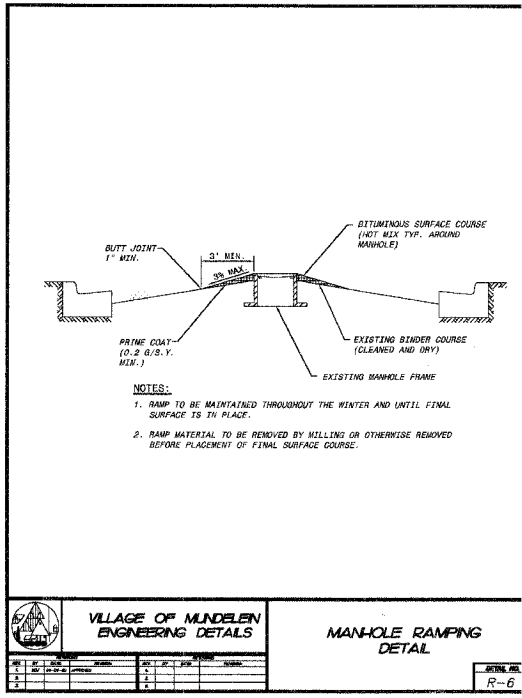 BITUMINOUS SURFACE COURSE
(HOT MIX TYP. AROUND
MANHOLE)
BUTT JOINT
1" MIN.
3' MIN.
3% MAX.
PRIME COAT
(0.2 G/S.Y.
MIN.)
EXISTING BINDER COURSE
(CLEANED AND DRY)
EXISTING MANHOLE FRAME
NOTES:
1. RAMP TO BE MAINTAINED THROUGHOUT THE WINTER AND UNTIL FINAL
SURFACE IS IN PLACE.
2. RAMP MATERIAL TO BE REMOVED BY MILLING OR OTHERWISE REMOVED
BEFORE PLACEMENT OF FINAL SURFACE COURSE.
VILLAGE OF MUNDELEIN
ENGINEERING DETAILS
MANHOLE RAMPING
DETAIL
DETAIL NO.
R-6